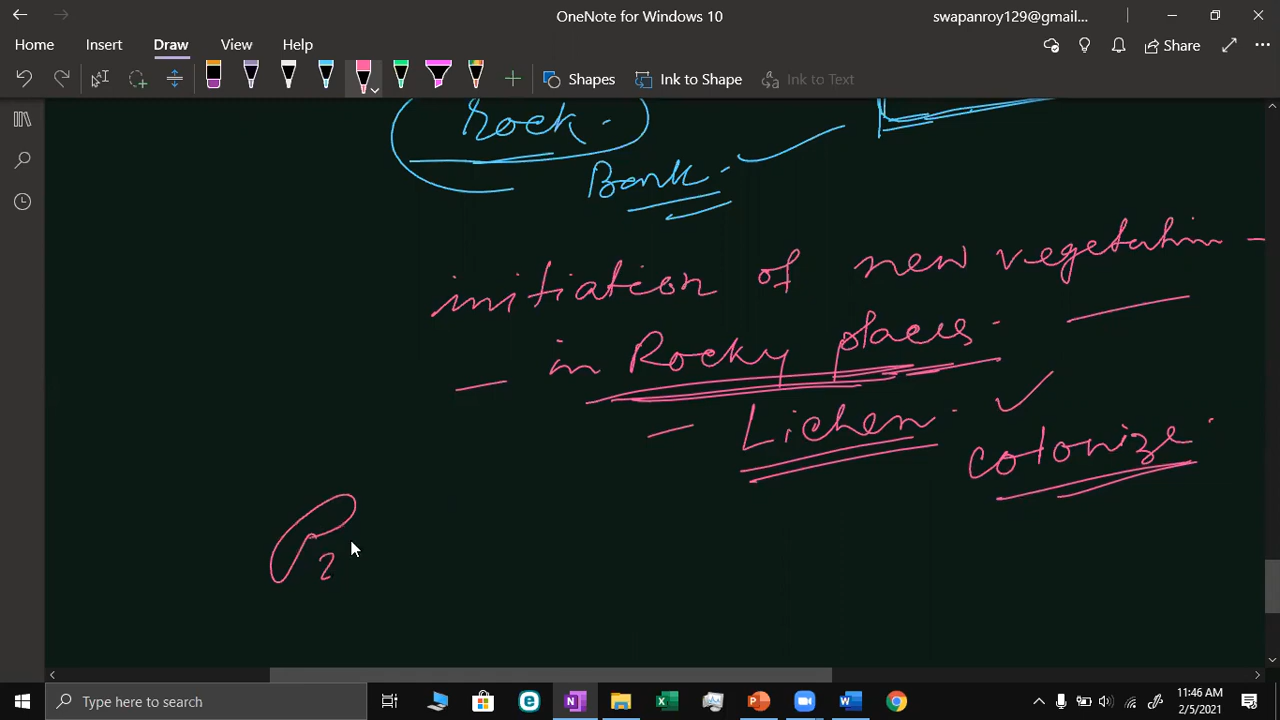 OneNote for Windows 10
swapanroy129@gmail...
Home Insert Draw View Help
Share
Shapes Ink to Shape Ink to Text
Rock.
Bank.
initiation of new vegetation -
- in Rocky places.
- Lichen. ✓
colonize.
Type here to search
1:46 AM
2/5/2021